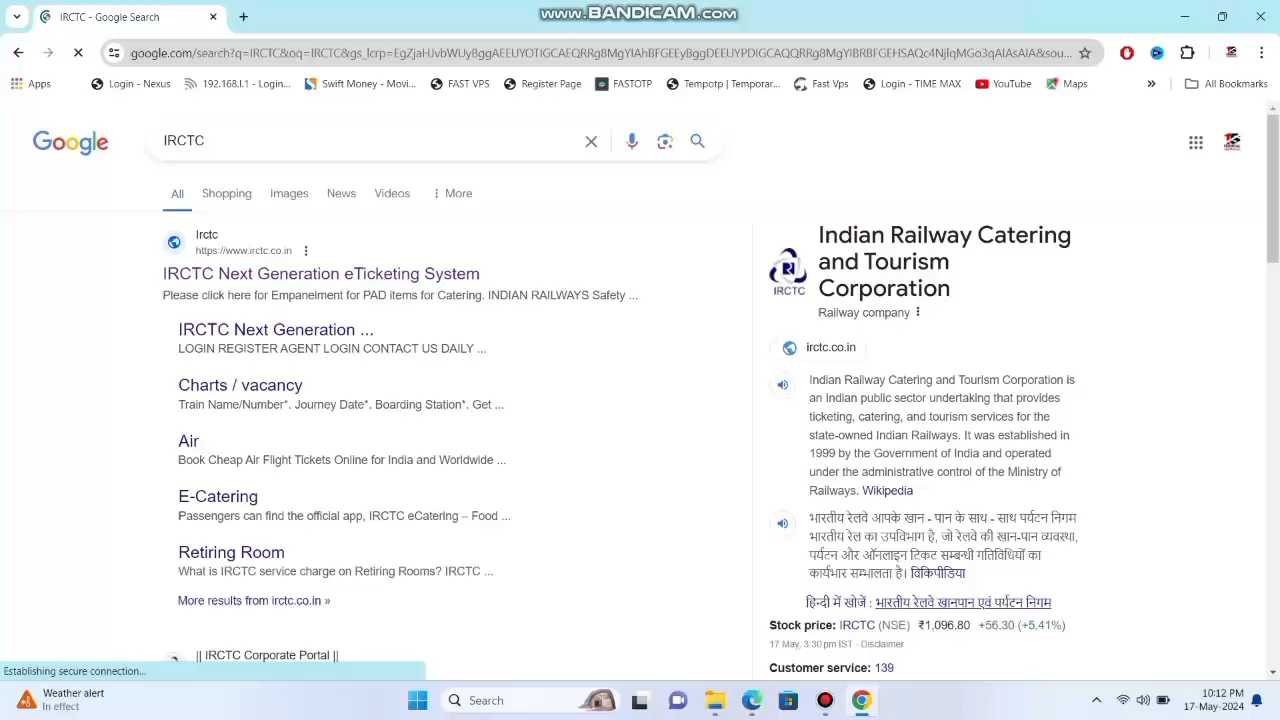 www.BANDICAM.com
IRCTC - Google Search
google.com/search?q=IRCTC&oq=IRCTC&gs_lcrp=
Apps
Login - Nexus
192.168.l.1 - Login...
Swift Money - Movi...
FAST VPS
Register Page
FASTOTP
Tempotp | Temporar...
Fast Vps
Login - TIME MAX
YouTube
Maps
»
All Bookmarks
Google
IRCTC
All
Shopping
Images
News
Videos
More
Irctc
https://www.irctc.co.in
IRCTC Next Generation eTicketing System
Please click here for Empanelment for PAD items for Catering. INDIAN RAILWAYS Safety ...
IRCTC Next Generation ...
LOGIN REGISTER AGENT LOGIN CONTACT US DAILY ...
Charts / vacancy
Train Name/Number*. Journey Date*. Boarding Station*. Get ...
Air
Book Cheap Air Flight Tickets Online for India and Worldwide ...
E-Catering
Passengers can find the official app, IRCTC eCatering – Food ...
Retiring Room
What is IRCTC service charge on Retiring Rooms? IRCTC ...
More results from irctc.co.in »
|| IRCTC Corporate Portal ||
Indian Railway Catering
and Tourism
Corporation
IRCTC
Railway company
irctc.co.in
Indian Railway Catering and Tourism Corporation is
an Indian public sector undertaking that provides
ticketing, catering, and tourism services for the
state-owned Indian Railways. It was established in
1999 by the Government of India and operated
under the administrative control of the Ministry of
Railways. Wikipedia
भारतीय रेलवे आपके खान - पान के साथ - साथ पर्यटन निगम
भारतीय रेल का उपविभाग है, जो रेलवे की खान-पान व्यवस्था,
पर्यटन और ऑनलाइन टिकट सम्बन्धी गतिविधियों का
कार्यभार सम्भालता है। विकिपीडिया
हिन्दी में खोजें : भारतीय रेलवे खानपान एवं पर्यटन निगम
Stock price: IRCTC (NSE) ₹1,096.80 +56.30 (+5.41%)
17 May, 3:30 pm IST - Disclaimer
Customer service: 139
Establishing secure connection...
Weather alert
In effect
Search
10:12 PM
17-May-2024